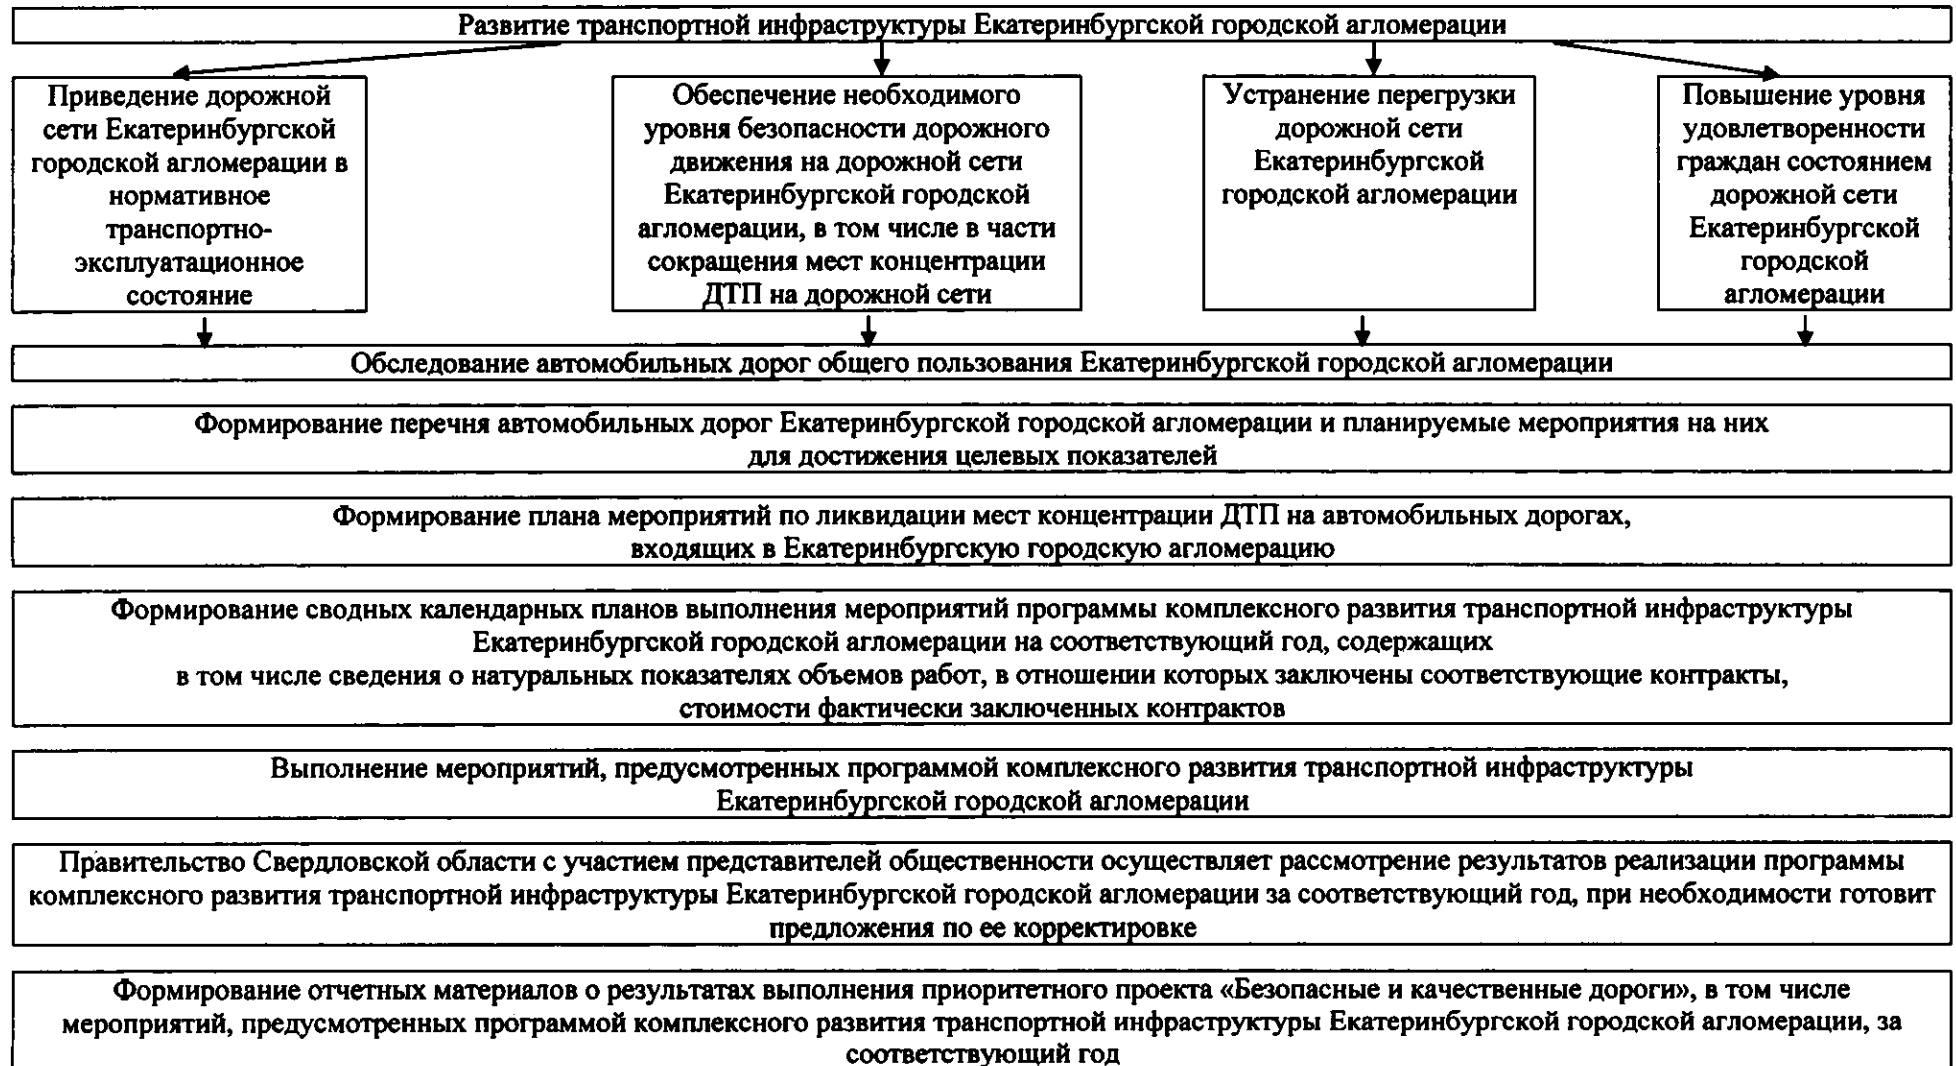 Развитие транспортной инфраструктуры Екатеринбургской городской агломерации
Приведение дорожной
сети Екатеринбургской
городской агломерации в
нормативное
транспортно-
эксплуатационное
состояние
Обеспечение необходимого
уровня безопасности дорожного
движения на дорожной сети
Екатеринбургской городской
агломерации, в том числе в части
сокращения мест концентрации
ДТП на дорожной сети
Устранение перегрузки
дорожной сети
Екатеринбургской
городской агломерации
Повышение уровня
удовлетворенности
граждан состоянием
дорожной сети
Екатеринбургской
городской
агломерации
Обследование автомобильных дорог общего пользования Екатеринбургской городской агломерации
Формирование перечня автомобильных дорог Екатеринбургской городской агломерации и планируемые мероприятия на них
для достижения целевых показателей
Формирование плана мероприятий по ликвидации мест концентрации ДТП на автомобильных дорогах,
входящих в Екатеринбургскую городскую агломерацию
Формирование сводных календарных планов выполнения мероприятий программы комплексного развития транспортной инфраструктуры
Екатеринбургской городской агломерации на соответствующий год, содержащих
в том числе сведения о натуральных показателях объемов работ, в отношении которых заключены соответствующие контракты,
стоимости фактически заключенных контрактов
Выполнение мероприятий, предусмотренных программой комплексного развития транспортной инфраструктуры
Екатеринбургской городской агломерации
Правительство Свердловской области с участием представителей общественности осуществляет рассмотрение результатов реализации программы
комплексного развития транспортной инфраструктуры Екатеринбургской городской агломерации за соответствующий год, при необходимости готовит
предложения по ее корректировке
Формирование отчетных материалов о результатах выполнения приоритетного проекта «Безопасные и качественные дороги», в том числе
мероприятий, предусмотренных программой комплексного развития транспортной инфраструктуры Екатеринбургской городской агломерации, за
соответствующий год